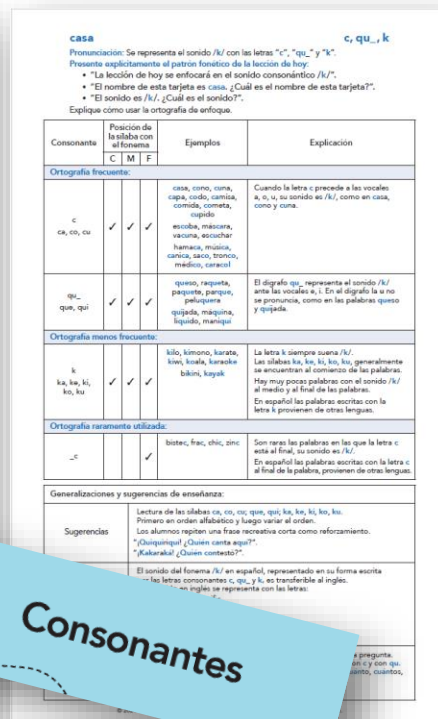 casa c, qu_, k
Pronunciación: Se representa el sonido /k/ con las letras "c", "qu_" y "k".
Presente explícitamente el patrón fonético de la lección de hoy:
• "La lección de hoy se enfocará en el sonido consonántico /k/".
• "El nombre de esta tarjeta es casa. ¿Cuál es el nombre de esta tarjeta?".
• "El sonido es /k/. ¿Cuál es el sonido?".
Explique cómo usar la ortografía de enfoque.
Consonante
Posición de
la sílaba con
el fonema
C M F
Ejemplos
Explicación
Ortografía frecuente:
c
ca, co, cu
✓ ✓ ✓
casa, cono, cuna,
capa, codo, camisa,
comida, cometa,
cupido
escoba, máscara,
vacuna, escuchar
hamaca, música,
canica, saco, tronco,
médico, caracol
Cuando la letra c precede a las vocales
a, o, u, su sonido es /k/, como en casa,
cono y cuna.
qu_
que, qui
✓ ✓ ✓
queso, raqueta,
paquete, parque,
peluquera
quijada, máquina,
líquido, maniquí
El dígrafo qu_ representa el sonido /k/
ante las vocales e, i. En el dígrafo la u no
se pronuncia, como en las palabras queso
y quijada.
Ortografía menos frecuente:
k
ka, ke, ki,
ko, ku
✓ ✓ ✓
kilo, kimono, karate,
kiwi, koala, karaoke
bikini, kayak
La letra k siempre suena /k/.
Las sílabas ka, ke, ki, ko, ku, generalmente
se encuentran al comienzo de las palabras.
Hay muy pocas palabras con el sonido /k/
al medio y al final de las palabras.
En español las palabras escritas con la
letra k provienen de otras lenguas.
Ortografía raramente utilizada:
_c
✓
bistec, frac, chic, zinc
Son raras las palabras en las que la letra c
está al final, su sonido es /k/.
En español las palabras escritas con la letra c
al final de la palabra, provienen de otras lenguas.
Generalizaciones y sugerencias de enseñanza:
Sugerencias
Lectura de las sílabas ca, co, cu; que, qui; ka, ke, ki, ko, ku.
Primero en orden alfabético y luego variar el orden.
Los alumnos repiten una frase recreativa corta como reforzamiento.
"¡Quiquiriquí! ¿Quién canta aquí?".
"¡Kakaraká! ¿Quién contestó?".
El sonido del fonema /k/ en español, representado en su forma escrita
las letras consonantes c, qu_ y k, es transferible al inglés.
en inglés se representa con las letras:
pregunta.
c y con qu.
cuántos,
Consonantes